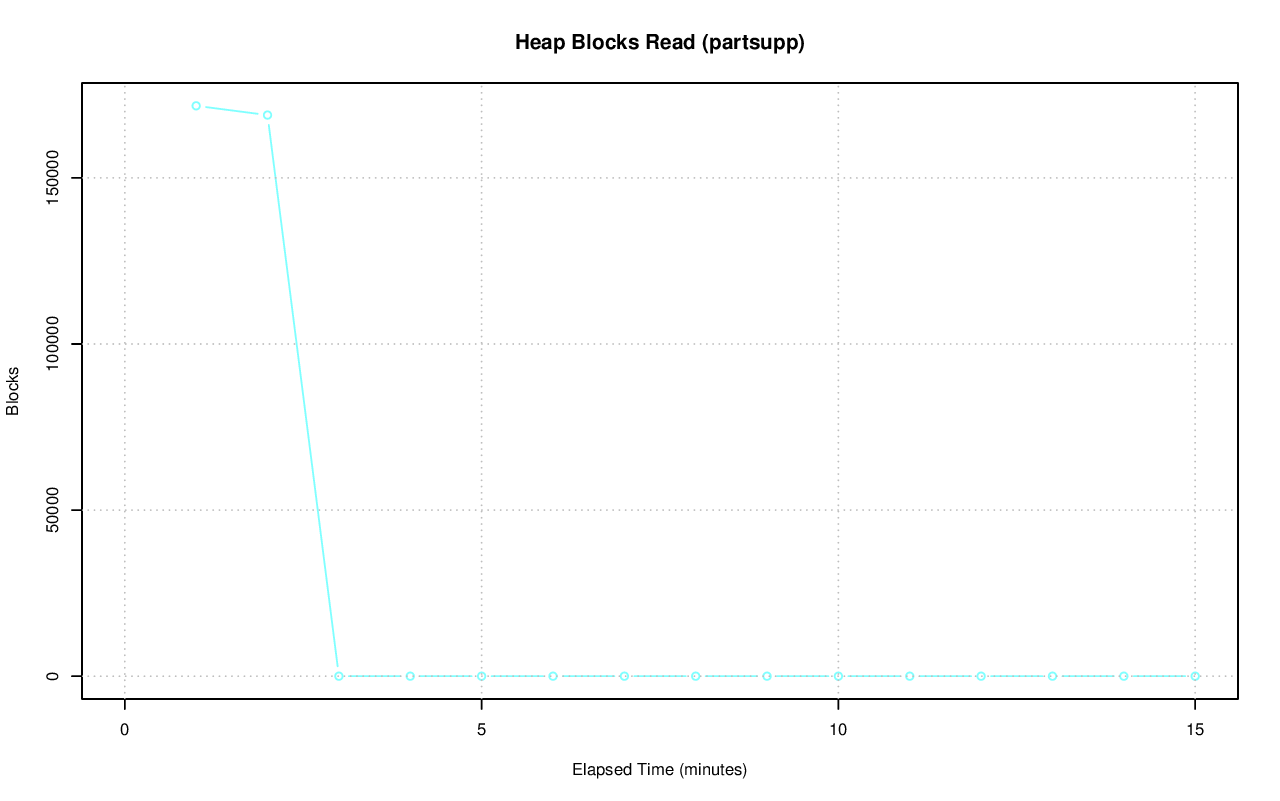 Heap Blocks Read (partsupp)
150000
100000
50000
0
Blocks
0 5 10 15
Elapsed Time (minutes)